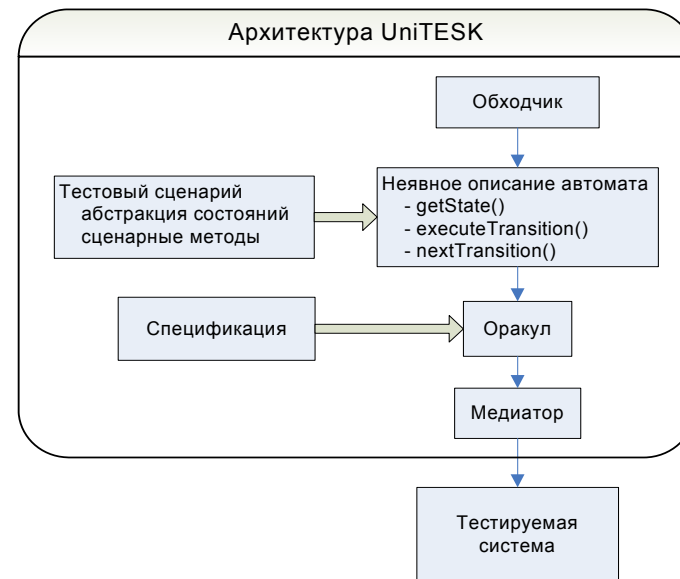 Архитектура UniTESK
Обходчик
Тестовый сценарий
абстракция состояний
сценарные методы
Неявное описание автомата
- getState()
- executeTransition()
- nextTransition()
Спецификация
Оракул
Медиатор
Тестируемая
система